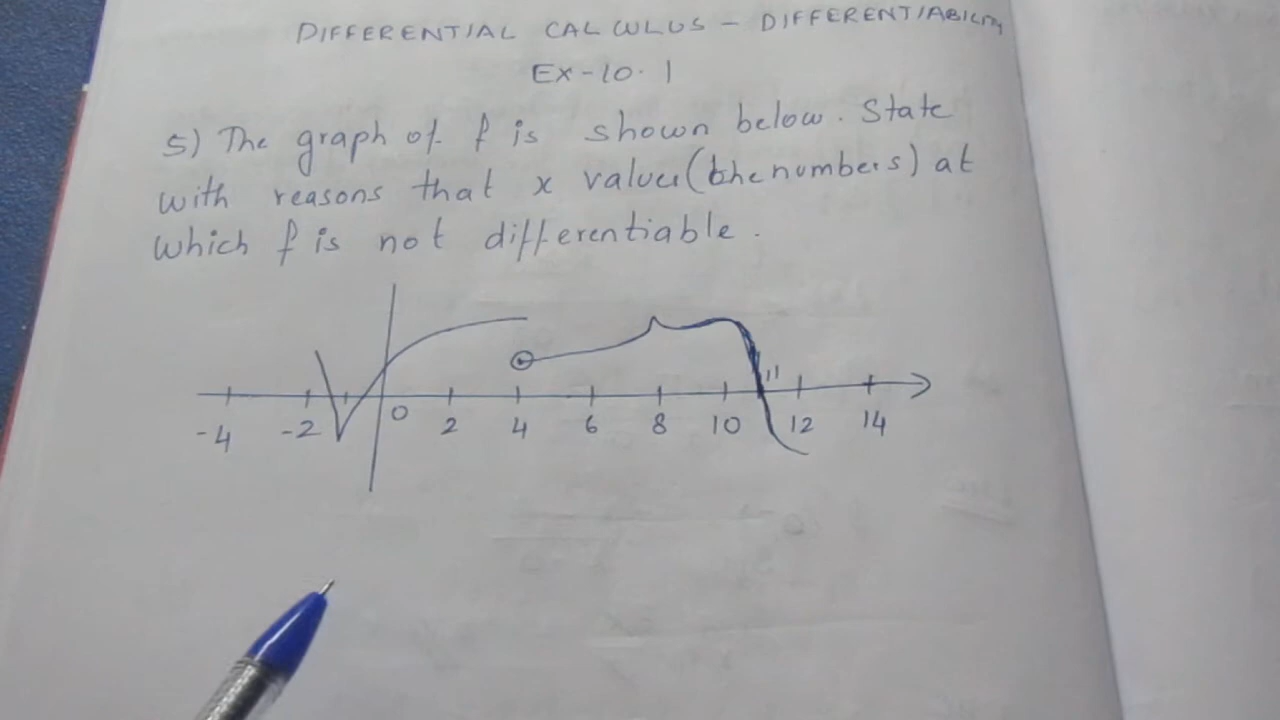 DIFFERENTIAL CALCULUS - DIFFERENTIABILITY
EX-10.1
5) The graph of f is shown below. State
with reasons that x values (the numbers) at
which f is not differentiable.
11
-4 -2 0 2 4 6 8 10 12 14